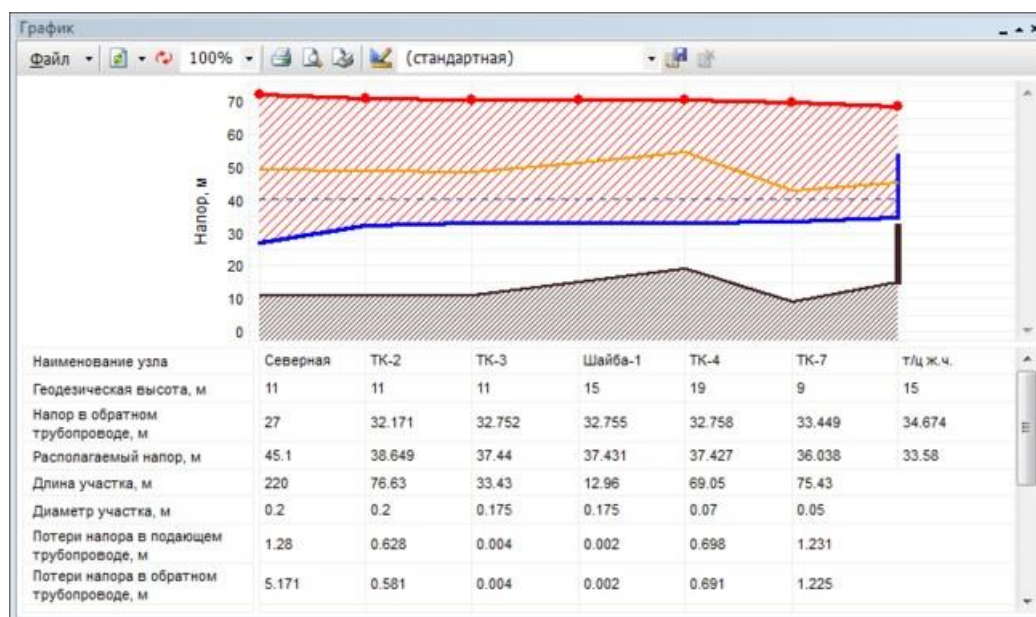 График
Файл 100% (стандартная)
70
60
50
40
30
20
10
0
Напор, м
Наименование узла Северная ТК-2 ТК-3 Шайба-1 ТК-4 ТК-7 т/ц ж.ч.
Геодезическая высота, м 11 11 11 15 19 9 15
Напор в обратном
трубопроводе, м 27 32.171 32.752 32.755 32.758 33.449 34.674
Располагаемый напор, м 45.1 38.649 37.44 37.431 37.427 36.038 33.58
Длина участка, м 220 76.63 33.43 12.96 69.05 75.43
Диаметр участка, м 0.2 0.2 0.175 0.175 0.07 0.05
Потери напора в подающем
трубопроводе, м 1.28 0.628 0.004 0.002 0.698 1.231
Потери напора в обратном
трубопроводе, м 5.171 0.581 0.004 0.002 0.691 1.225